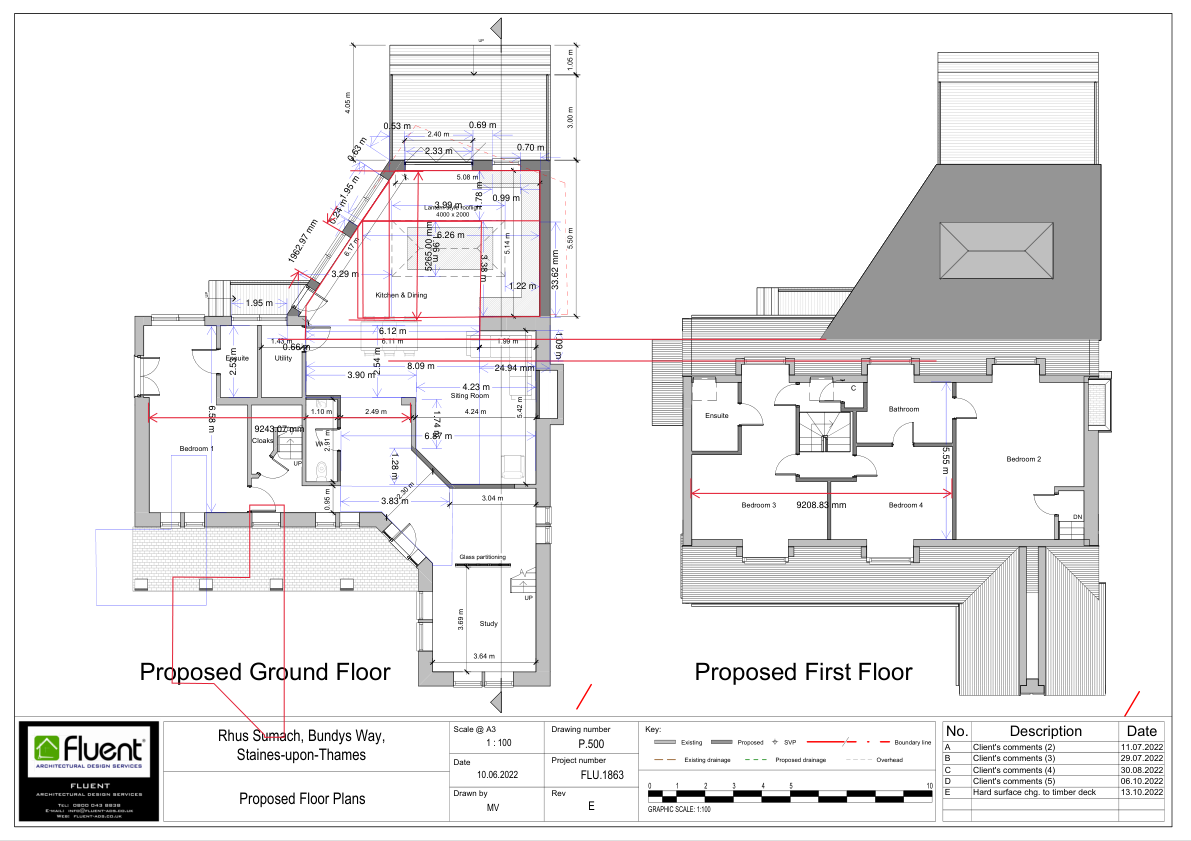 UP
1.05 m
4.05 m
3.00 m
0.53 m
0.69 m
2.40 m
0.63 m
2.33 m
0.70 m
5.08 m
1.95 m
1.78 m
0.99 m
3.99 m
Lantern style rooflight
4000 x 2000
0.24 m
6.26 m
1962.97 mm
6.17 m
5265.00 mm
1.96 m
5.14 m
5.50 m
3.38 m
33.62 mm
3.29 m
1.22 m
Kitchen & Dining
1.95 m
6.12 m
6.11 m
1.99 m
1.09 m
1.43 m
0.66 m
Ensuite
Utility
2.53 m
2.54 m
8.09 m
24.94 mm
3.90 m
4.23 m
Siting Room
1.10 m
2.49 m
4.24 m
5.42 m
6.58 m
9243.07 mm
1.74 m
6.87 m
Cloaks
2.91 m
Bedroom 1
UP
1.28 m
2.30 m
0.95 m
3.83 m
3.04 m
Glass partitioning
UP
3.69 m
Study
3.64 m
Proposed Ground Floor
C
Ensuite
Bathroom
5.55 m
Bedroom 2
Bedroom 3
9208.83 mm
Bedroom 4
DN
Proposed First Floor
Fluent
ARCHITECTURAL DESIGN SERVICES
FLUENT
ARCHITECTURAL DESIGN SERVICES
Tel: 0800 043 8838
E-mail: info@fluent-ads.co.uk
Web: fluent-ads.co.uk
Rhus Sumach, Bundys Way,
Staines-upon-Thames
Proposed Floor Plans
Scale @ A3
1 : 100
Date
10.06.2022
Drawn by
MV
Drawing number
P.500
Project number
FLU.1863
Rev
E
Key:
Existing
Proposed
SVP
Boundary line
Existing drainage
Proposed drainage
Overhead
0 1 2 3 4 5 10
GRAPHIC SCALE: 1:100
No. Description Date
A Client's comments (2) 11.07.2022
B Client's comments (3) 29.07.2022
C Client's comments (4) 30.08.2022
D Client's comments (5) 06.10.2022
E Hard surface chg. to timber deck 13.10.2022